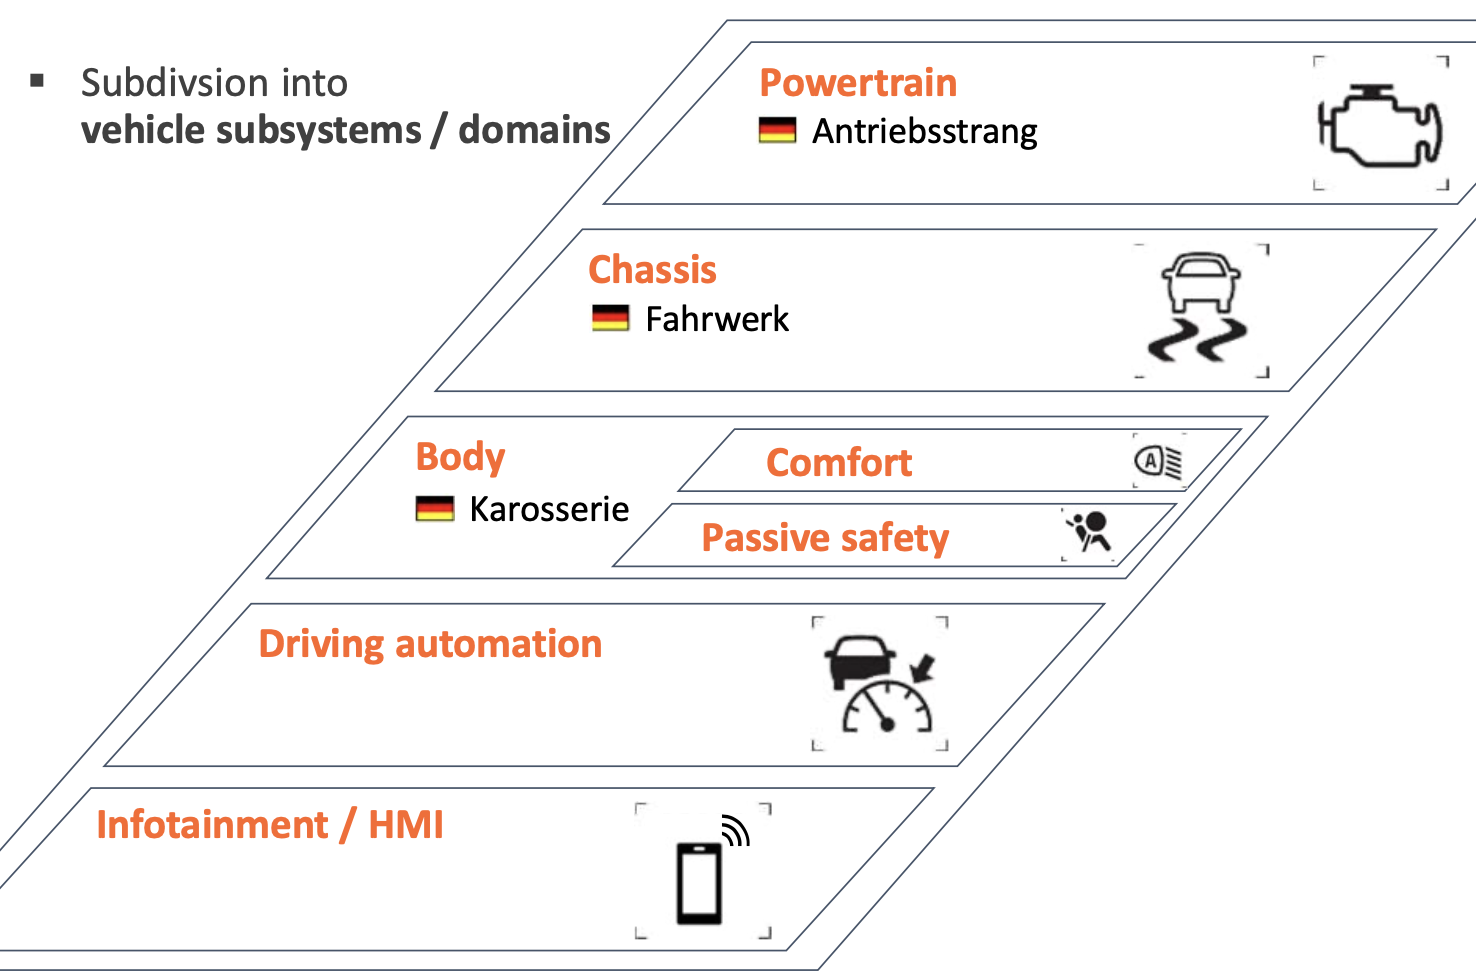 ▪ Subdivsion into
vehicle subsystems / domains
Powertrain
Antriebsstrang
Chassis
Fahrwerk
Body
Karosserie
Comfort
A
Passive safety
Driving automation
Infotainment / HMI